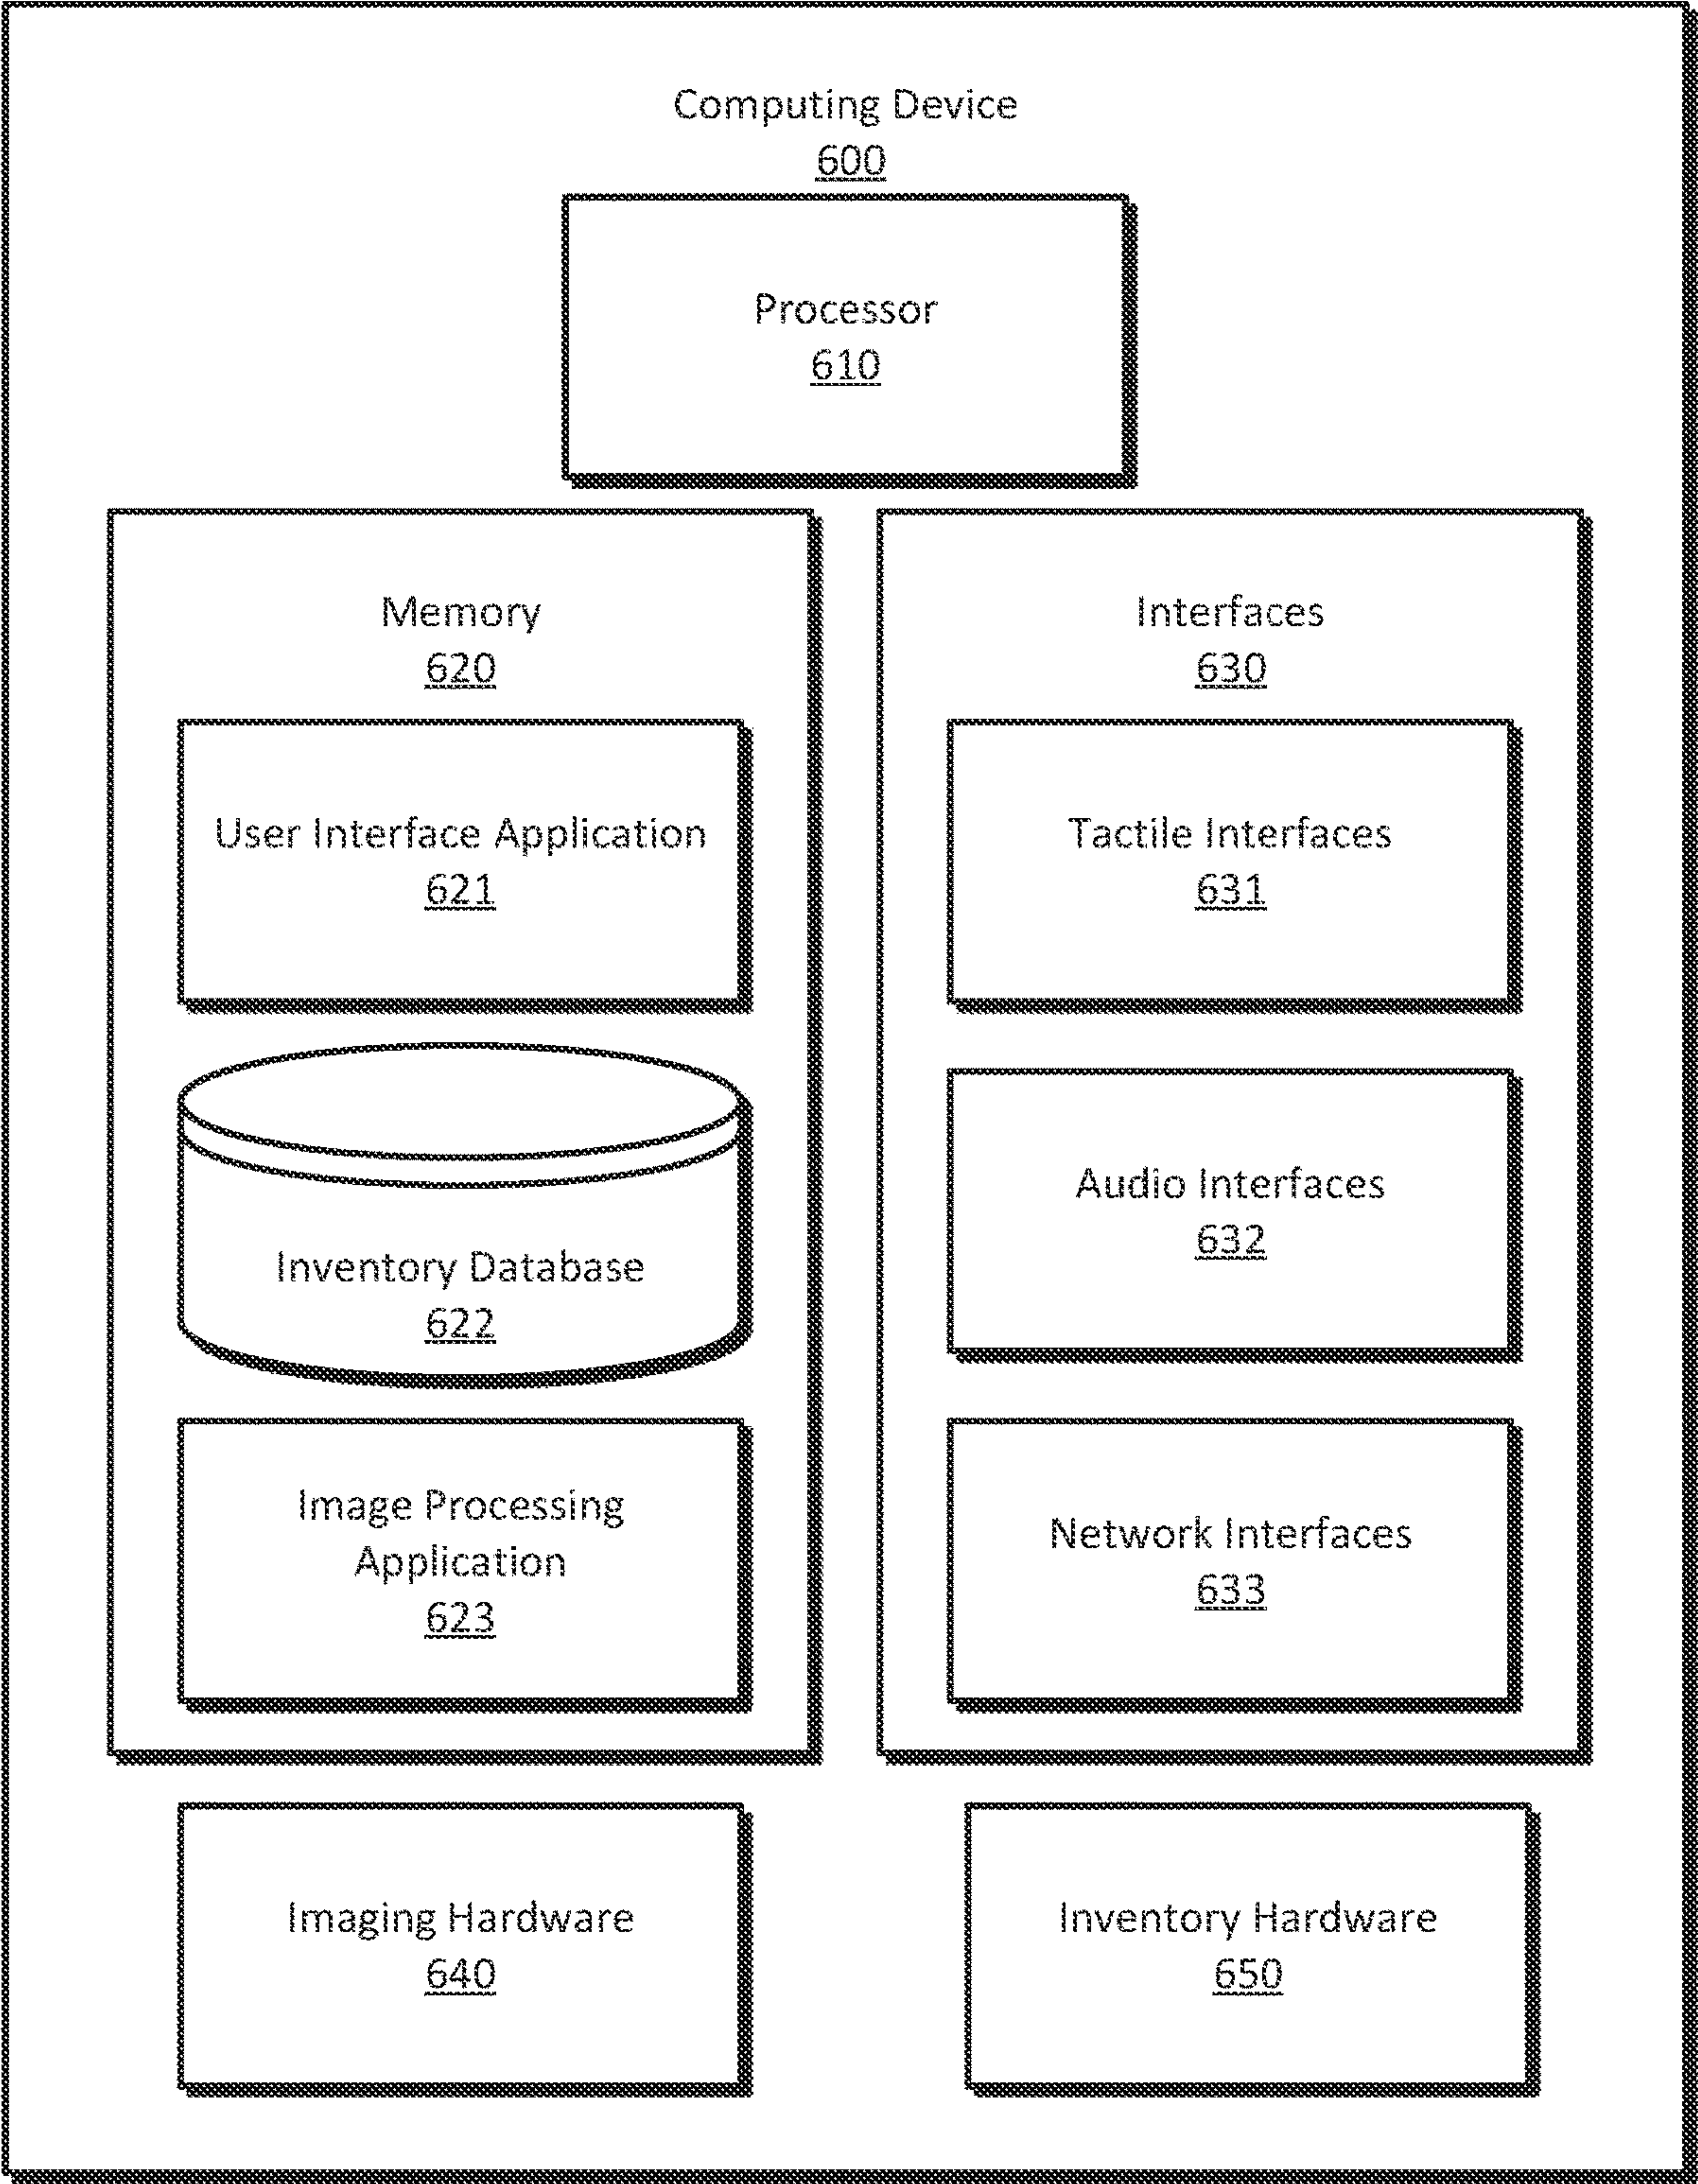 Computing Device
600
Processor
610
Memory
620
User Interface Application
621
Inventory Database
622
Image Processing
Application
623
Interfaces
630
Tactile Interfaces
631
Audio Interfaces
632
Network Interfaces
633
Imaging Hardware
640
Inventory Hardware
650